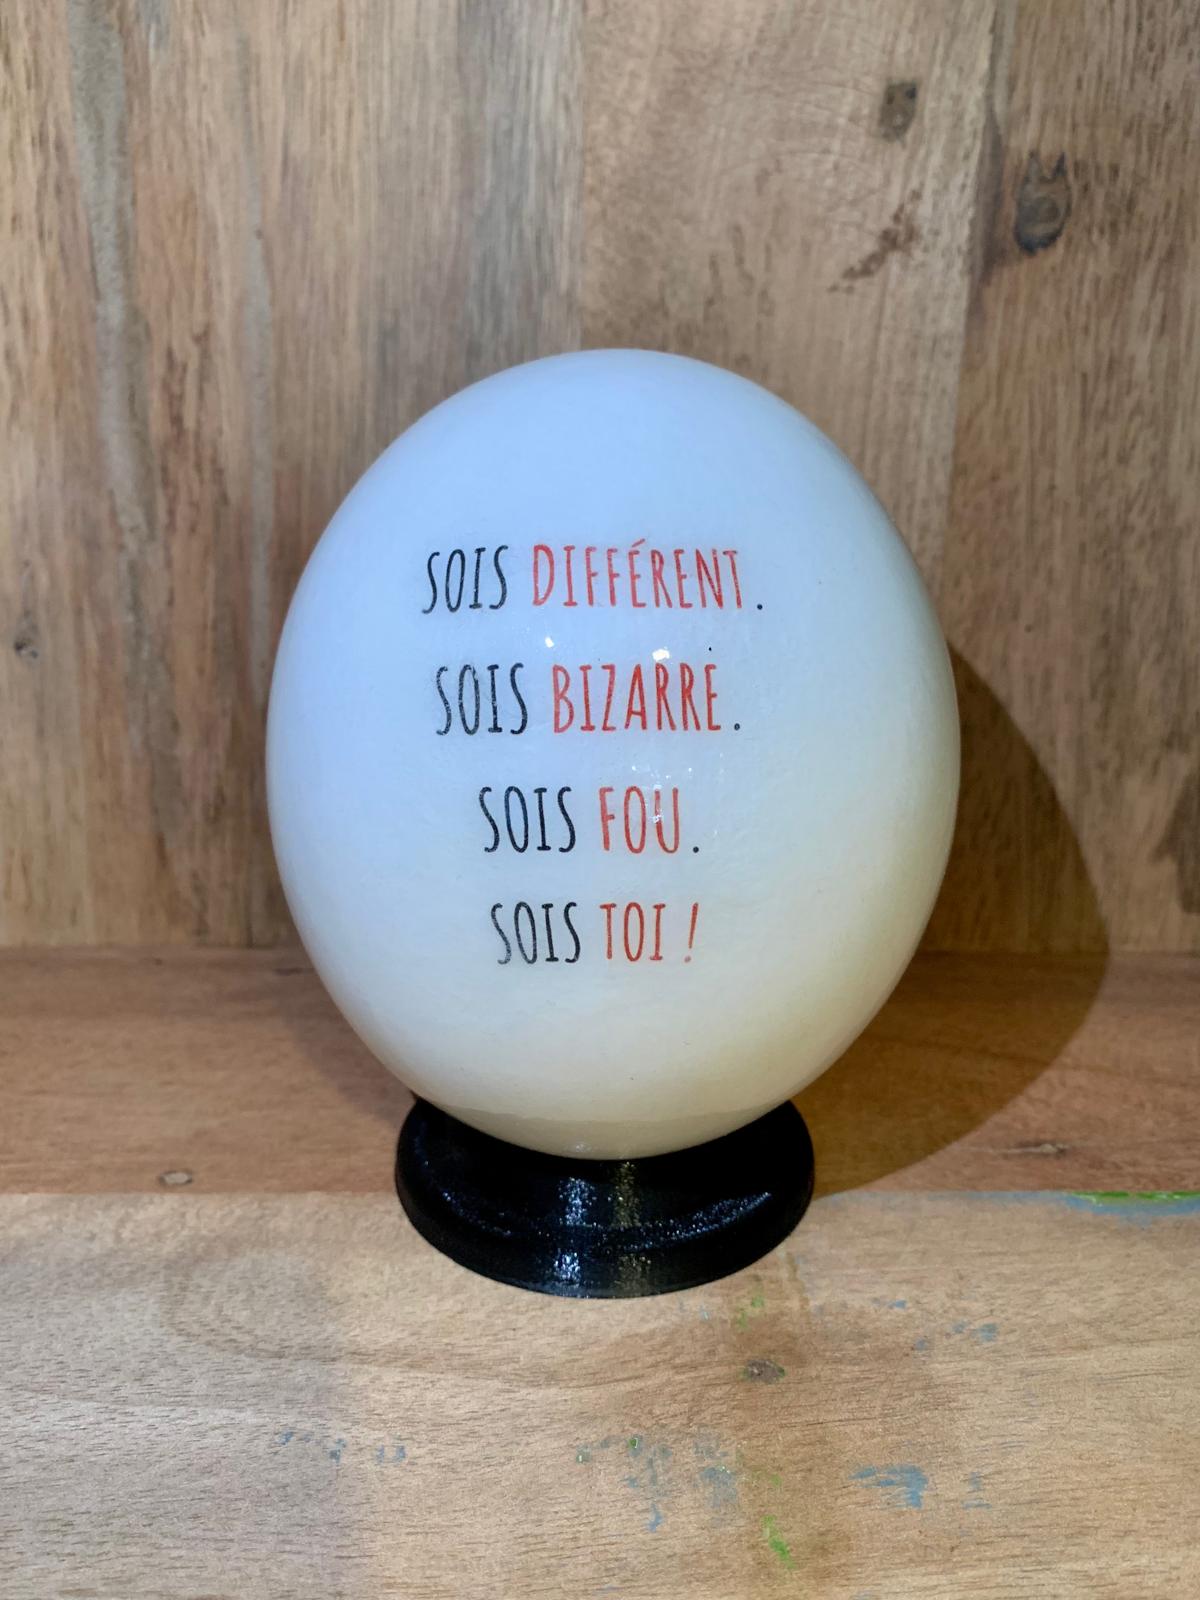 SOIS DIFFÉRENT.
SOIS BIZARRE.
SOIS FOU.
SOIS TOI !